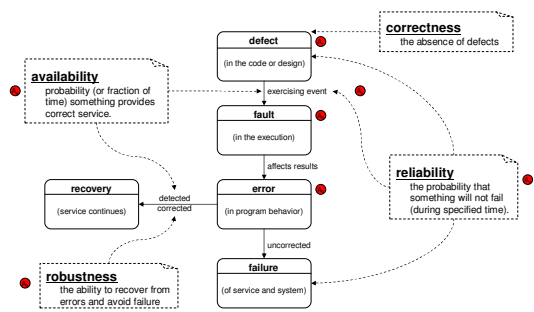 correctness
the absence of defects
defect
(in the code or design)
availability
probability (or fraction of
time) something provides
correct service.
exercising event
fault
(in the execution)
affects results
reliability
the probability that
something will not fail
(during specified time).
recovery
(service continues)
detected
corrected
error
(in program behavior)
uncorrected
robustness
the ability to recover from
errors and avoid failure
failure
(of service and system)